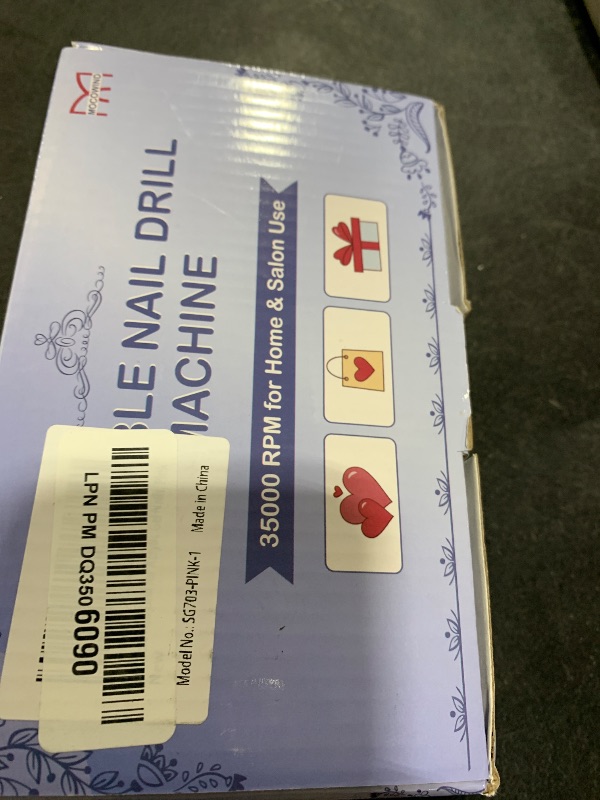 MOCOWINO
BLE NAIL DRILL
MACHINE
35000 RPM for Home & Salon Use
LPN PM DQ3506090
Model No.: SG703-PINK-1 Made in China